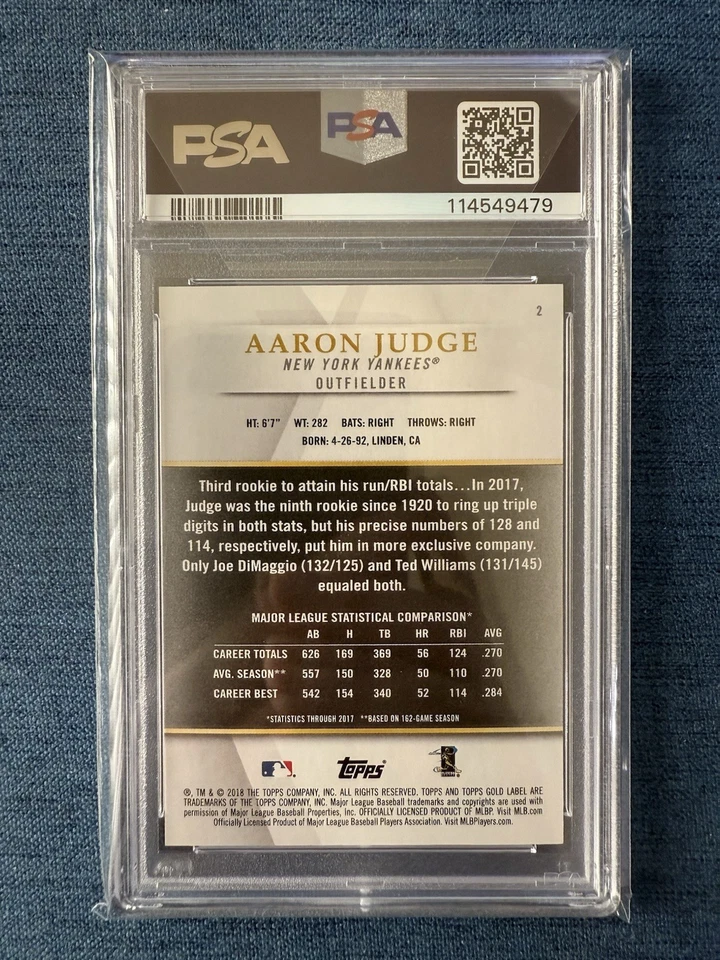 PSA PSA
114549479
2
AARON JUDGE
NEW YORK YANKEES®
OUTFIELDER
HT: 6'7" WT: 282 BATS: RIGHT THROWS: RIGHT
BORN: 4-26-92, LINDEN, CA
Third rookie to attain his run/RBI totals...In 2017,
Judge was the ninth rookie since 1920 to ring up triple
digits in both stats, but his precise numbers of 128 and
114, respectively, put him in more exclusive company.
Only Joe DiMaggio (132/125) and Ted Williams (131/145)
equaled both.
MAJOR LEAGUE STATISTICAL COMPARISON*
AB H TB HR RBI AVG
CAREER TOTALS 626 169 369 56 124 .270
AVG. SEASON** 557 150 328 50 110 .270
CAREER BEST 542 154 340 52 114 .284
*STATISTICS THROUGH 2017 **BASED ON 162-GAME SEASON
Topps
®, TM & © 2018 THE TOPPS COMPANY, INC. ALL RIGHTS RESERVED. TOPPS AND TOPPS GOLD LABEL ARE
TRADEMARKS OF THE TOPPS COMPANY, INC. Major League Baseball trademarks and copyrights are used with
permission of Major League Baseball Properties, Inc. OFFICIALLY LICENSED PRODUCT OF MLBP. Visit MLB.com
Officially Licensed Product of Major League Baseball Players Association. Visit MLBPlayers.com.
PSA